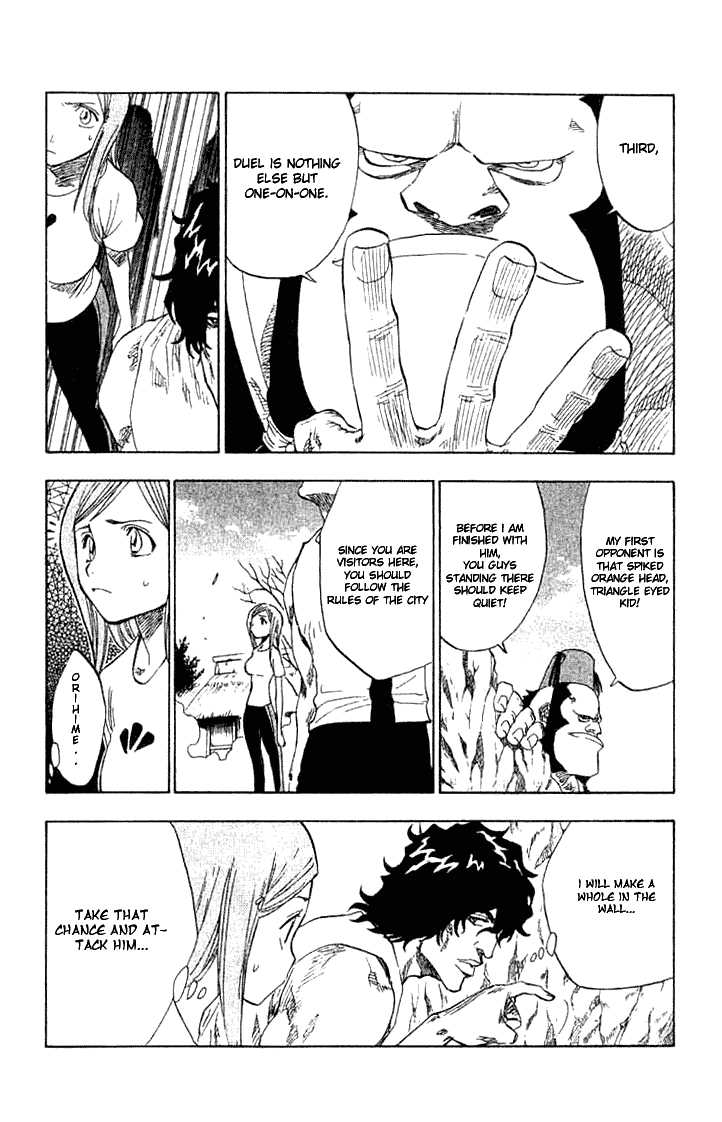 THIRD,
DUEL IS NOTHING
ELSE BUT
ONE-ON-ONE.
MY FIRST
OPPONENT IS
THAT SPIKED
ORANGE HEAD,
TRIANGLE EYED
KID!
BEFORE I AM
FINISHED WITH
HIM,
YOU GUYS
STANDING THERE
SHOULD KEEP
QUIET!
SINCE YOU ARE
VISITORS HERE,
YOU SHOULD
FOLLOW THE
RULES OF THE CITY
ORIHIME..
I WILL MAKE A
WHOLE IN THE
WALL...
TAKE THAT
CHANCE AND AT-
TACK HIM...